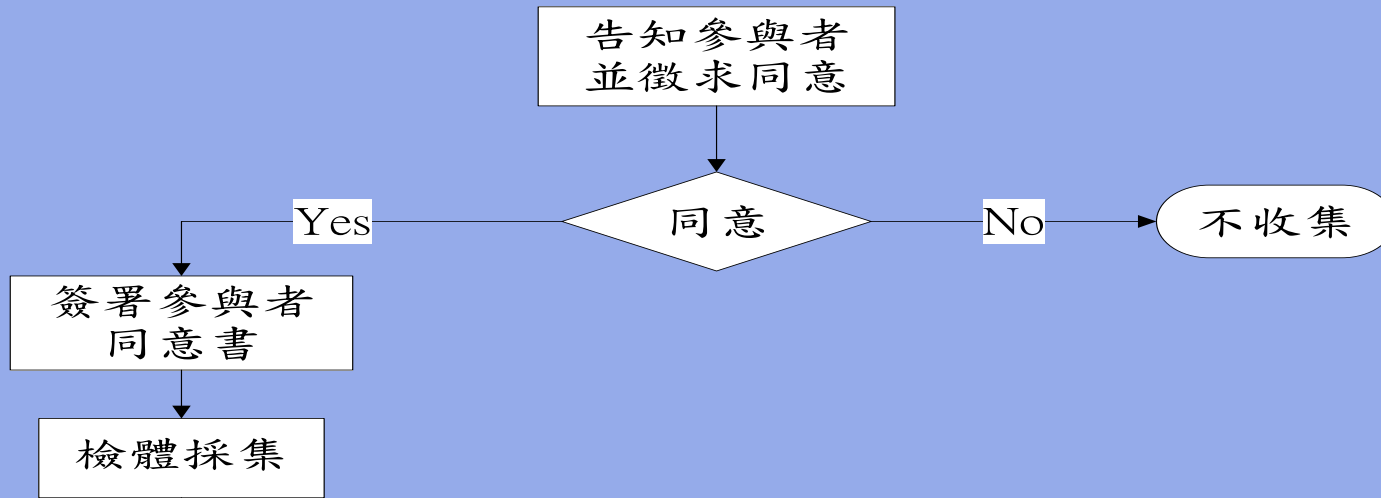 告知參與者
並徵求同意
Yes
同意
No
不收集
簽署參與者
同意書
檢體採集